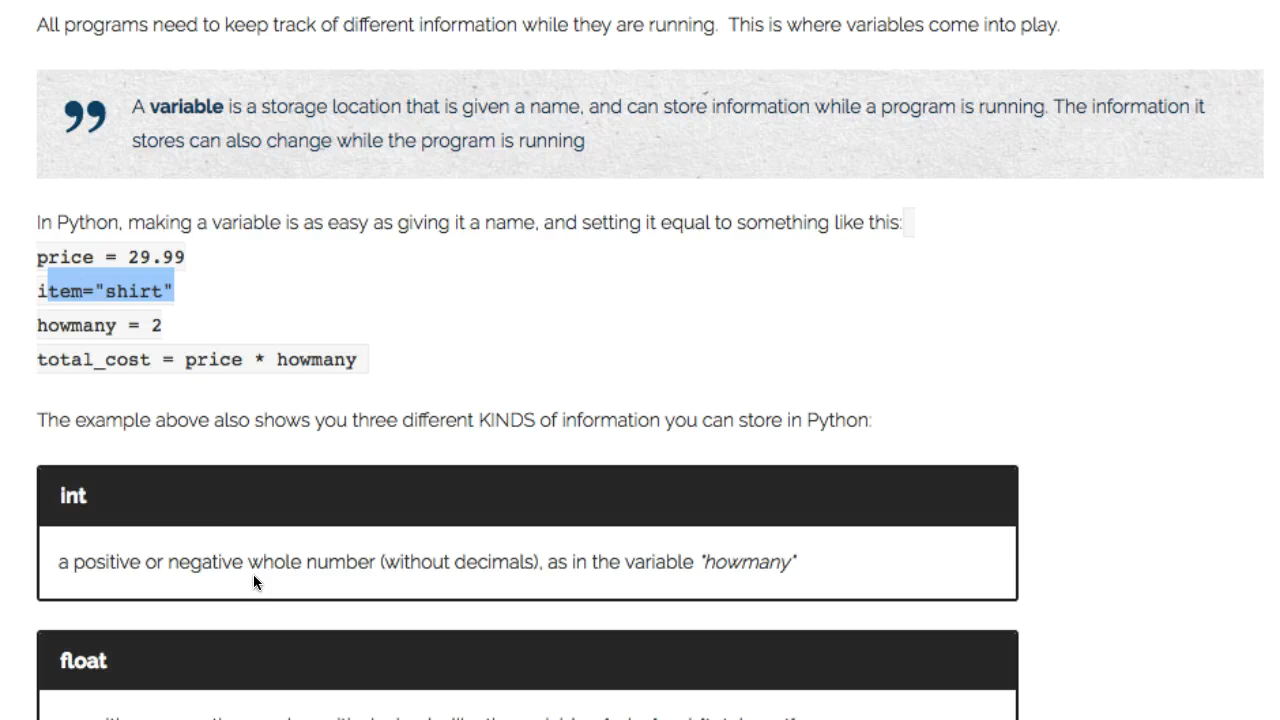 All programs need to keep track of different information while they are running.  This is where variables come into play.
A variable is a storage location that is given a name, and can store information while a program is running. The information it
stores can also change while the program is running
In Python, making a variable is as easy as giving it a name, and setting it equal to something like this:
price = 29.99
item="shirt"
howmany = 2
total_cost = price * howmany
The example above also shows you three different KINDS of information you can store in Python:
int
a positive or negative whole number (without decimals), as in the variable "howmany"
float